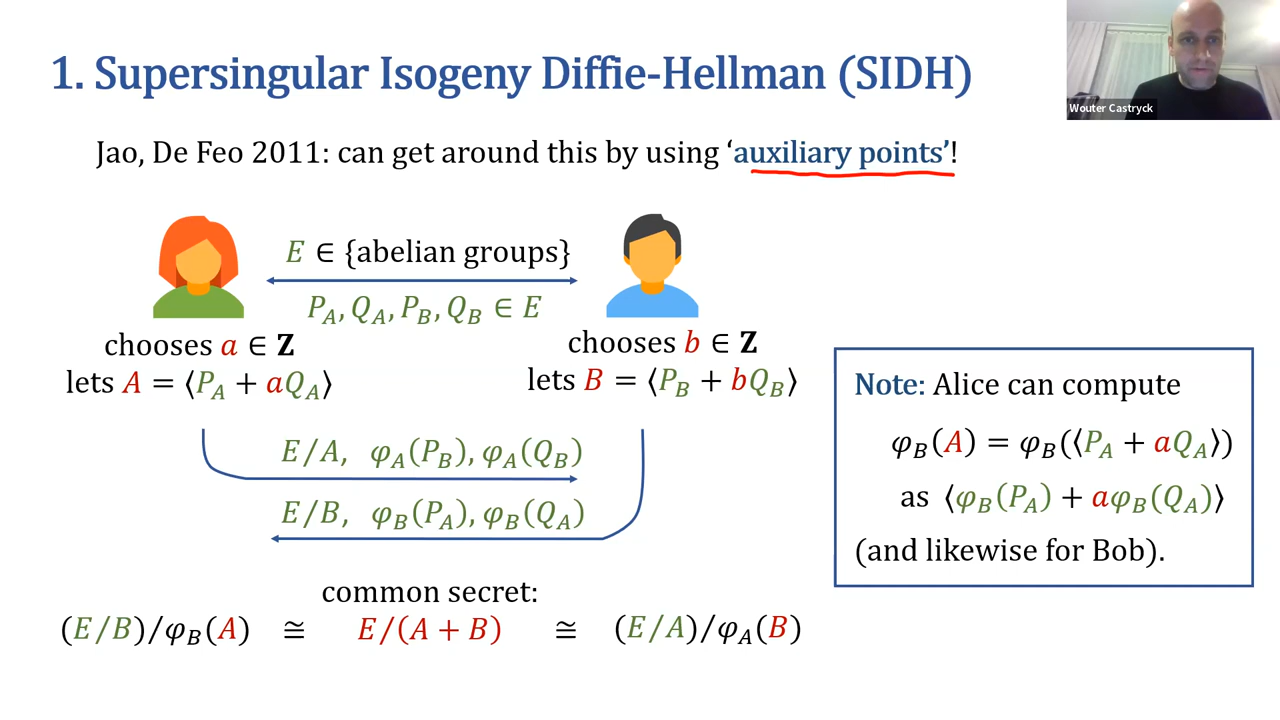 1. Supersingular Isogeny Diffie-Hellman (SIDH)
Wouter Castryck
Jao, De Feo 2011: can get around this by using ‘auxiliary points’!
E ∈ {abelian groups}
P_A, Q_A, P_B, Q_B ∈ E
chooses a ∈ Z
lets A = ⟨P_A + aQ_A⟩
chooses b ∈ Z
lets B = ⟨P_B + bQ_B⟩
E/A, φ_A(P_B), φ_A(Q_B)
E/B, φ_B(P_A), φ_B(Q_A)
Note: Alice can compute
φ_B(A) = φ_B(⟨P_A + aQ_A⟩)
as ⟨φ_B(P_A) + aφ_B(Q_A)⟩
(and likewise for Bob).
common secret:
(E/B)/φ_B(A) ≅ E/(A + B) ≅ (E/A)/φ_A(B)